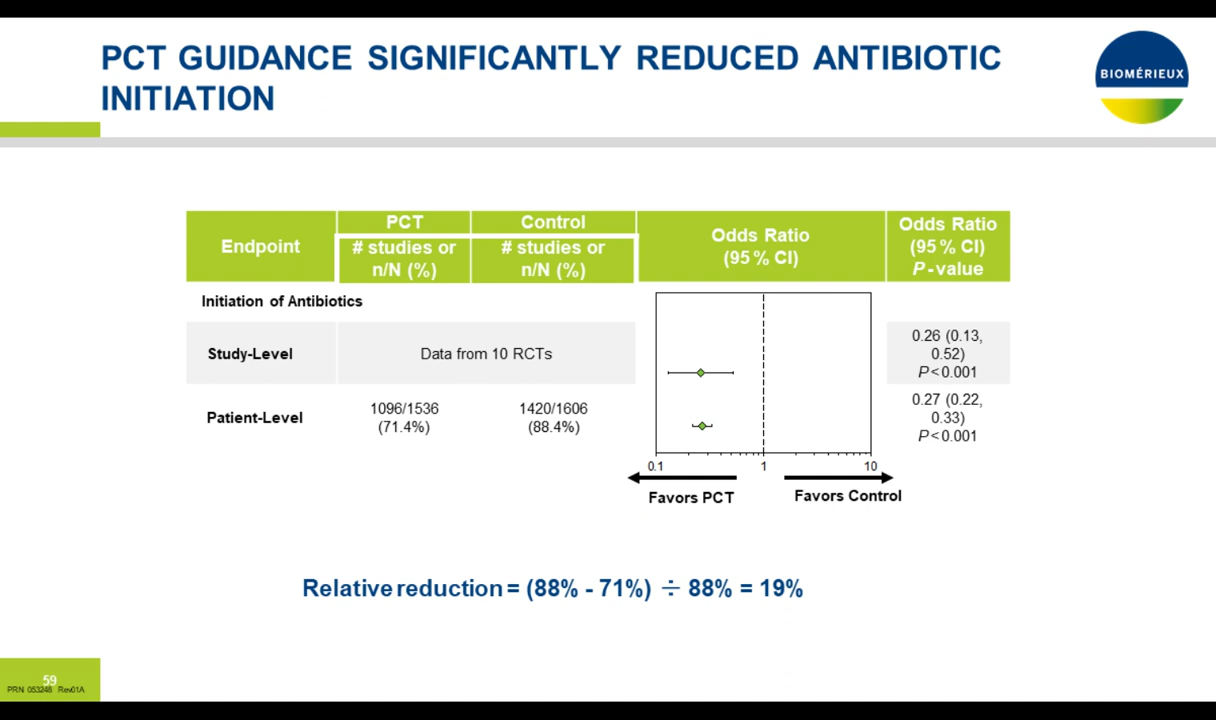 PCT GUIDANCE SIGNIFICANTLY REDUCED ANTIBIOTIC
INITIATION
BIOMÉRIEUX
Endpoint
PCT
# studies or
n/N (%)
Control
# studies or
n/N (%)
Odds Ratio
(95 % CI)
Odds Ratio
(95 % CI)
P-value
Initiation of Antibiotics
Study-Level
Data from 10 RCTs
0.26 (0.13,
0.52)
P<0.001
Patient-Level
1096/1536
(71.4%)
1420/1606
(88.4%)
0.27 (0.22,
0.33)
P<0.001
0.1
1
10
Favors PCT
Favors Control
Relative reduction = (88% - 71%) ÷ 88% = 19%
59
PRN 053248 Rev01A